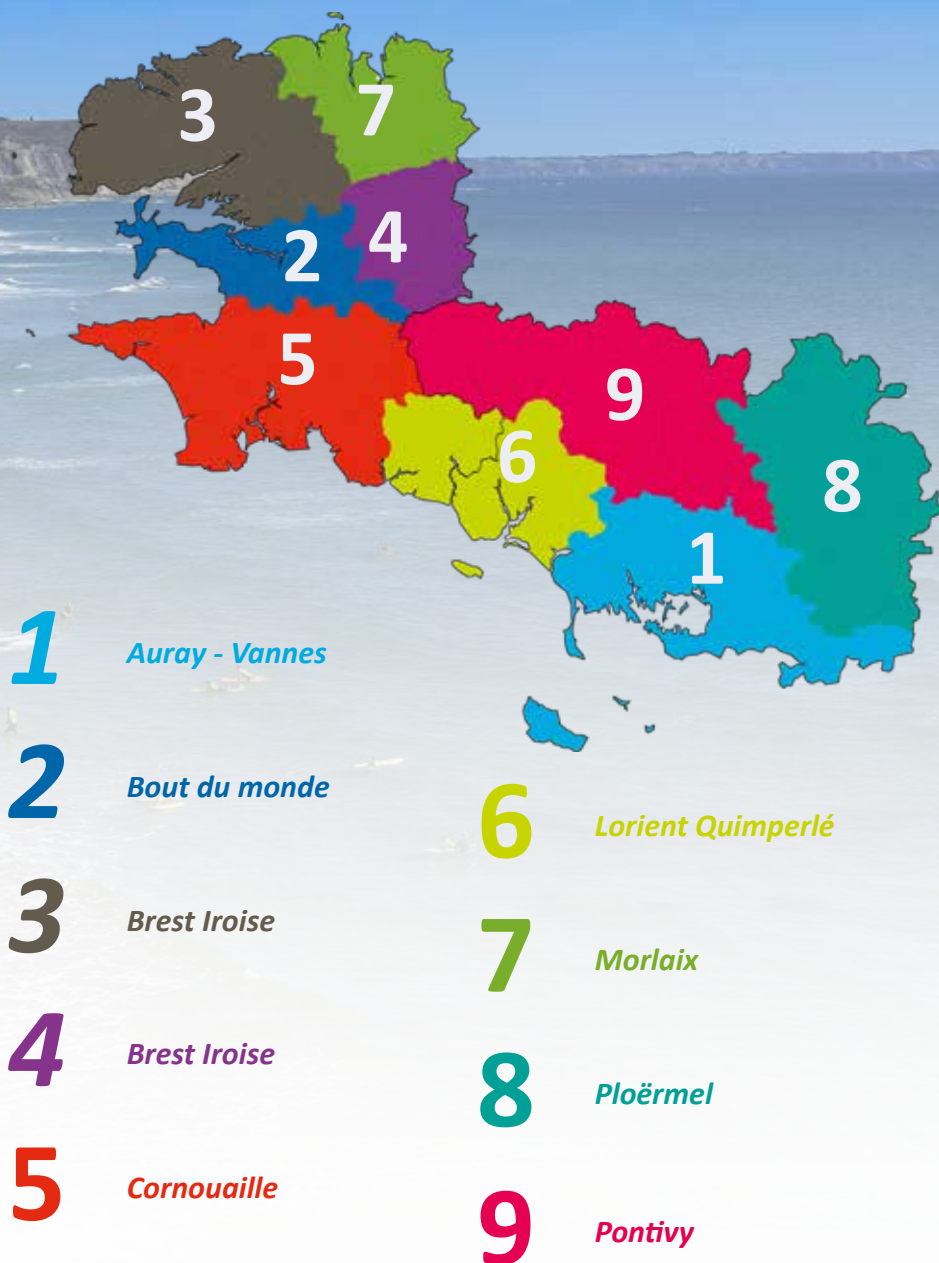 3
7
2
4
5
9
6
8
1
1 Auray - Vannes
2 Bout du monde
3 Brest Iroise
4 Brest Iroise
5 Cornouaille
6 Lorient Quimperlé
7 Morlaix
8 Ploërmel
9 Pontivy